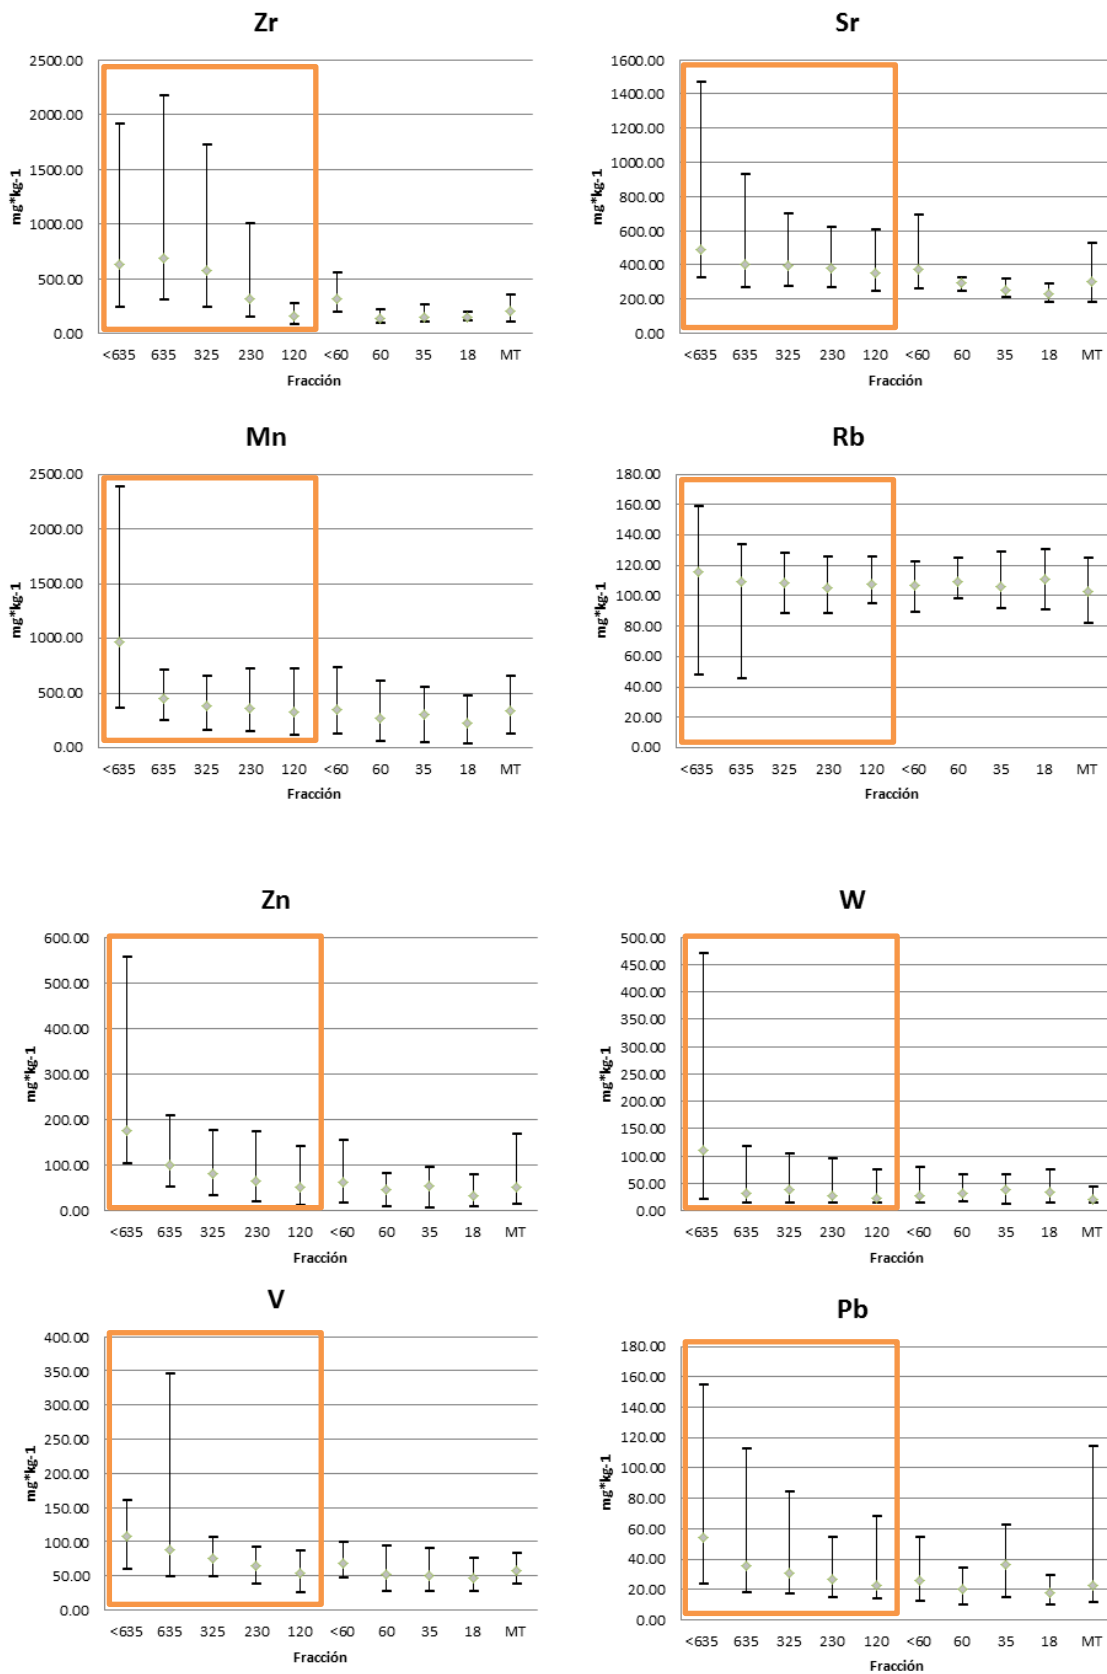 Zr
2500.00
2000.00
1500.00
1000.00
500.00
0.00
mg*kg-1
<635 635 325 230 120 <60 60 35 18 MT
Fracción
Sr
1600.00
1400.00
1200.00
1000.00
800.00
600.00
400.00
200.00
0.00
mg*kg-1
<635 635 325 230 120 <60 60 35 18 MT
Fracción
Mn
2500.00
2000.00
1500.00
1000.00
500.00
0.00
mg*kg-1
<635 635 325 230 120 <60 60 35 18 MT
Fracción
Rb
180.00
160.00
140.00
120.00
100.00
80.00
60.00
40.00
20.00
0.00
mg*kg-1
<635 635 325 230 120 <60 60 35 18 MT
Fracción
Zn
600.00
500.00
400.00
300.00
200.00
100.00
0.00
mg*kg-1
<635 635 325 230 120 <60 60 35 18 MT
Fracción
W
500.00
450.00
400.00
350.00
300.00
250.00
200.00
150.00
100.00
50.00
0.00
mg*kg-1
<635 635 325 230 120 <60 60 35 18 MT
Fracción
V
400.00
350.00
300.00
250.00
200.00
150.00
100.00
50.00
0.00
mg*kg-1
<635 635 325 230 120 <60 60 35 18 MT
Fracción
Pb
180.00
160.00
140.00
120.00
100.00
80.00
60.00
40.00
20.00
0.00
mg*kg-1
<635 635 325 230 120 <60 60 35 18 MT
Fracción